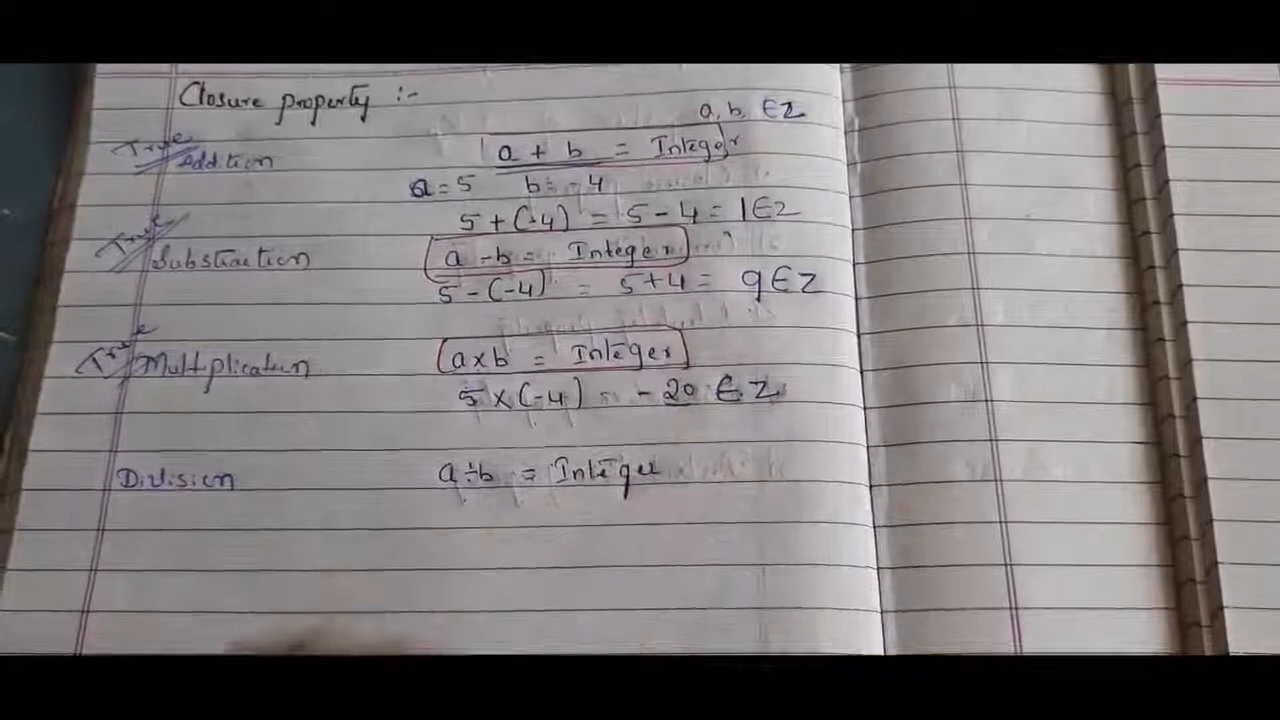 Closure property :-
a, b, ∈ Z
True
Addition a + b = Integer
a = 5 b = -4
5 + (-4) = 5 - 4 = 1 ∈ Z
True
Substraction a - b = Integer
5 - (-4) = 5 + 4 = 9 ∈ Z
True
Multiplication a × b = Integer
5 × (-4) = - 20 ∈ Z
Division a ÷ b = Integer